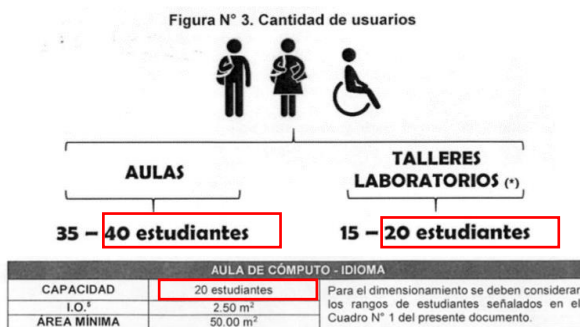 Figura N° 3. Cantidad de usuarios
AULAS
TALLERES
LABORATORIOS (*)
35 – 40 estudiantes
15 – 20 estudiantes
AULA DE CÓMPUTO - IDIOMA
CAPACIDAD
20 estudiantes
I.O.⁵
2.50 m²
ÁREA MÍNIMA
50.00 m²
Para el dimensionamiento se deben considerar
los rangos de estudiantes señalados en el
Cuadro N° 1 del presente documento.